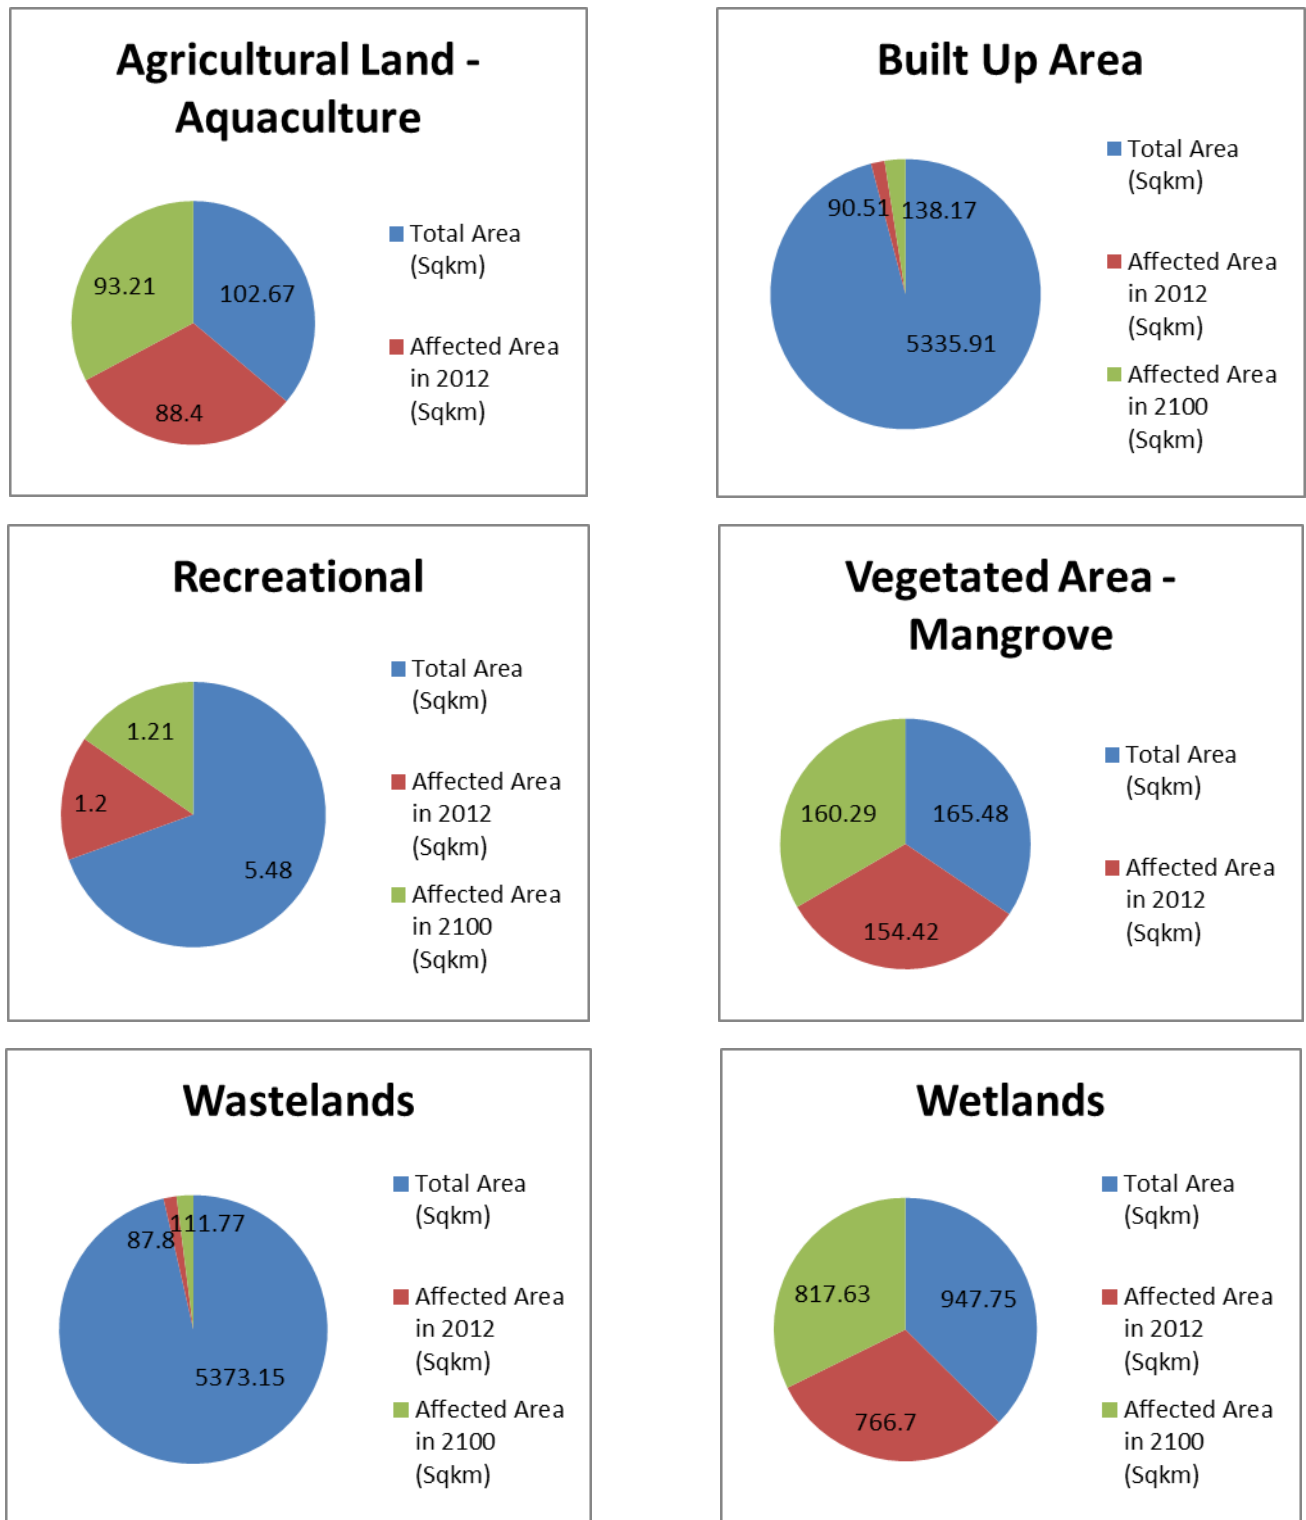 Agricultural Land -
Aquaculture
93.21
102.67
88.4
Total Area
(Sqkm)
Affected Area
in 2012
(Sqkm)
Built Up Area
90.51
138.17
5335.91
Total Area
(Sqkm)
Affected Area
in 2012
(Sqkm)
Affected Area
in 2100
(Sqkm)
Recreational
1.21
1.2
5.48
Total Area
(Sqkm)
Affected Area
in 2012
(Sqkm)
Affected Area
in 2100
(Sqkm)
Vegetated Area -
Mangrove
160.29
165.48
154.42
Total Area
(Sqkm)
Affected Area
in 2012
(Sqkm)
Wastelands
111.77
87.8
5373.15
Total Area
(Sqkm)
Affected Area
in 2012
(Sqkm)
Affected Area
in 2100
(Sqkm)
Wetlands
817.63
947.75
766.7
Total Area
(Sqkm)
Affected Area
in 2012
(Sqkm)
Affected Area
in 2100
(Sqkm)